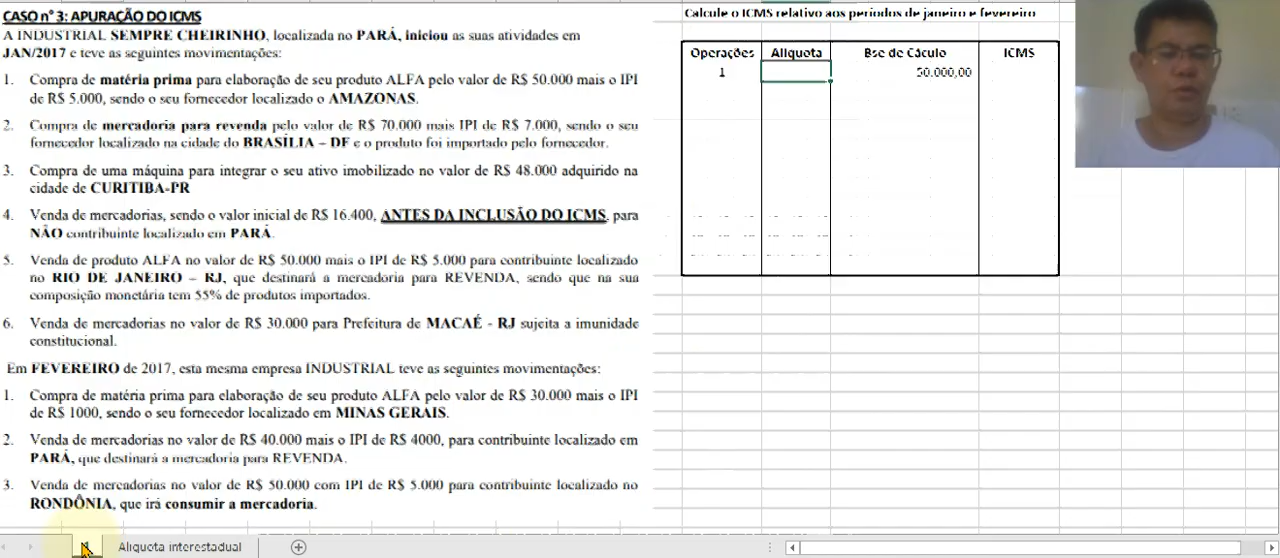 CASO nº 3: APURAÇÃO DO ICMS
A INDUSTRIAL SEMPRE CHEIRINHO, localizada no PARÁ, iniciou as suas atividades em
JAN/2017 e teve as seguintes movimentações:
1. Compra de matéria prima para elaboração de seu produto ALFA pelo valor de R$ 50.000 mais o IPI
de R$ 5.000, sendo o seu fornecedor localizado o AMAZONAS.
2. Compra de mercadoria para revenda pelo valor de R$ 70.000 mais IPI de R$ 7.000, sendo o seu
fornecedor localizado na cidade do BRASÍLIA – DF e o produto foi importado pelo fornecedor.
3. Compra de uma máquina para integrar o seu ativo imobilizado no valor de R$ 48.000 adquirido na
cidade de CURITIBA-PR
4. Venda de mercadorias, sendo o valor inicial de R$ 16.400, ANTES DA INCLUSÃO DO ICMS, para
NÃO contribuinte localizado em PARÁ.
5. Venda de produto ALFA no valor de R$ 50.000 mais o IPI de R$ 5.000 para contribuinte localizado
no RIO DE JANEIRO – RJ, que destinará a mercadoria para REVENDA, sendo que na sua
composição monetária tem 55% de produtos importados.
6. Venda de mercadorias no valor de R$ 30.000 para Prefeitura de MACAÉ - RJ sujeita a imunidade
constitucional.
Em FEVEREIRO de 2017, esta mesma empresa INDUSTRIAL teve as seguintes movimentações:
1. Compra de matéria prima para elaboração de seu produto ALFA pelo valor de R$ 30.000 mais o IPI
de R$ 1000, sendo o seu fornecedor localizado em MINAS GERAIS.
2. Venda de mercadorias no valor de R$ 40.000 mais o IPI de R$ 4000, para contribuinte localizado em
PARÁ, que destinará a mercadoria para REVENDA.
3. Venda de mercadorias no valor de R$ 50.000 com IPI de R$ 5.000 para contribuinte localizado no
RONDÔNIA, que irá consumir a mercadoria.
Calcule o ICMS relativo aos períodos de janeiro e fevereiro
Operações Aliquota Bse de Cáculo ICMS
1 50.000,00
Aliquota interestadual